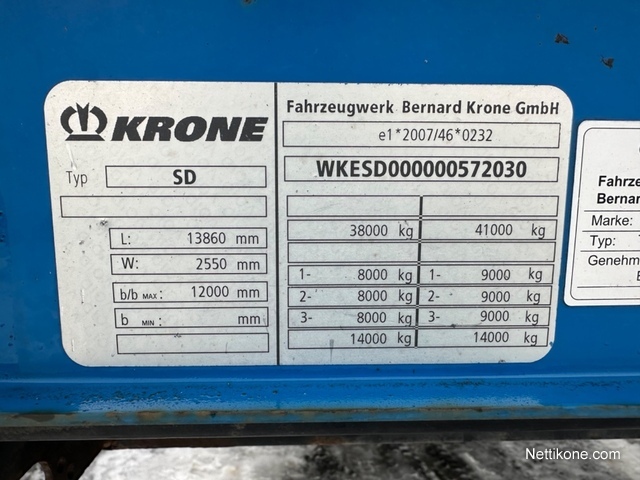 KRONE
Typ SD
L: 13860 mm
W: 2550 mm
b/b MAX: 12000 mm
b MIN: mm
Fahrzeugwerk Bernard Krone GmbH
e1*2007/46*0232
WKESD000000572030
38000 kg 41000 kg
1- 8000 kg 1- 9000 kg
2- 8000 kg 2- 9000 kg
3- 8000 kg 3- 9000 kg
14000 kg 14000 kg
Fahrze
Bernar
Marke:
Typ:
Genehm
Nettikone.com